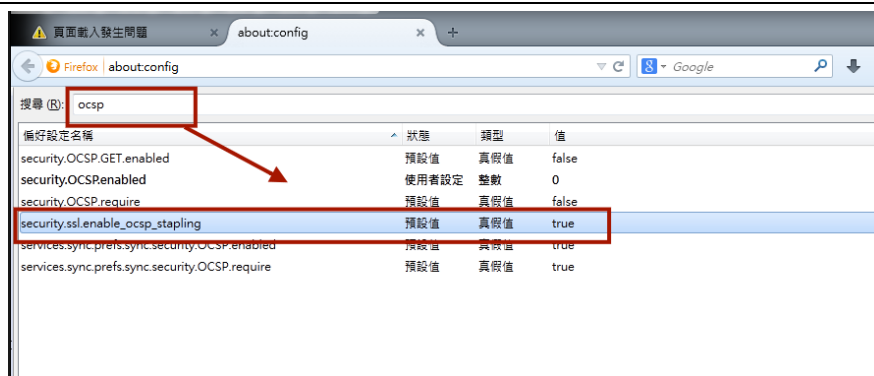 頁面載入發生問題 × about:config × +
Firefox about:config 8 Google
搜尋 (R): ocsp
偏好設定名稱 狀態 類型 值
security.OCSP.GET.enabled 預設值 真假值 false
security.OCSP.enabled 使用者設定 整數 0
security.OCSP.require 預設值 真假值 false
security.ssl.enable_ocsp_stapling 預設值 真假值 true
services.sync.prefs.sync.security.OCSP.enabled 預設值 真假值 true
services.sync.prefs.sync.security.OCSP.require 預設值 真假值 true